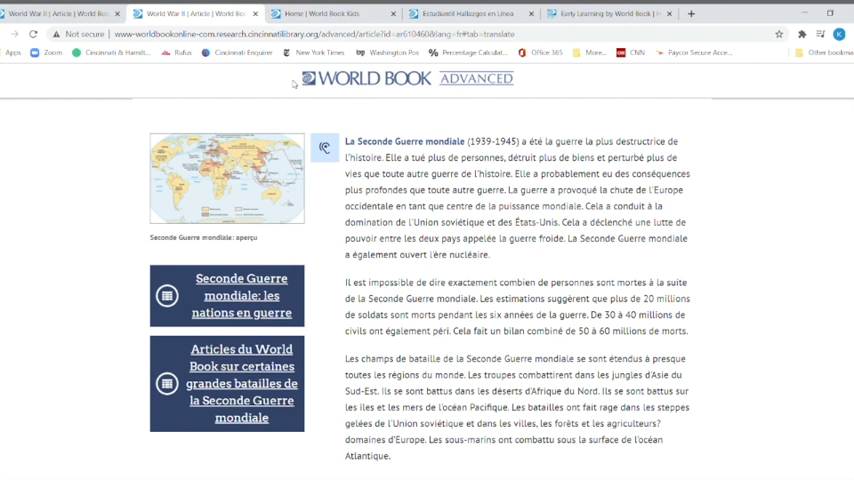 World War II | Article | World Boo
World War II | Article | World Boo
Home | World Book Kids
Estudiantil Hallazgos en Línea
Early Learning by World Book | H
Not secure | www-worldbookonline-com.research.cincinnatilibrary.org/advanced/article?id=ar610460&lang=fr#tab=translate
Apps Zoom Cincinnati & Hamilt... Rufus Cincinnati Enquirer New York Times Washington Pos Percentage Calculat... Office 365 More... CNN Paycor Secure Acce... Other bookma
WORLD BOOK ADVANCED
Seconde Guerre mondiale: aperçu
Seconde Guerre
mondiale: les
nations en guerre
Articles du World
Book sur certaines
grandes batailles de
la Seconde Guerre
mondiale
La Seconde Guerre mondiale (1939-1945) a été la guerre la plus destructrice de
l'histoire. Elle a tué plus de personnes, détruit plus de biens et perturbé plus de
vies que toute autre guerre de l'histoire. Elle a probablement eu des conséquences
plus profondes que toute autre guerre. La guerre a provoqué la chute de l'Europe
occidentale en tant que centre de la puissance mondiale. Cela a conduit à la
domination de l'Union soviétique et des États-Unis. Cela a déclenché une lutte de
pouvoir entre les deux pays appelée la guerre froide. La Seconde Guerre mondiale
a également ouvert l'ère nucléaire.
Il est impossible de dire exactement combien de personnes sont mortes à la suite
de la Seconde Guerre mondiale. Les estimations suggèrent que plus de 20 millions
de soldats sont morts pendant les six années de la guerre. De 30 à 40 millions de
civils ont également péri. Cela fait un bilan combiné de 50 à 60 millions de morts.
Les champs de bataille de la Seconde Guerre mondiale se sont étendus à presque
toutes les régions du monde. Les troupes combattirent dans les jungles d'Asie du
Sud-Est. Ils se sont battus dans les déserts d'Afrique du Nord. Ils se sont battus sur
les îles et les mers de l'océan Pacifique. Les batailles ont fait rage dans les steppes
gelées de l'Union soviétique et dans les villes, les forêts et les agriculteurs?
domaines d'Europe. Les sous-marins ont combattu sous la surface de l'océan
Atlantique.